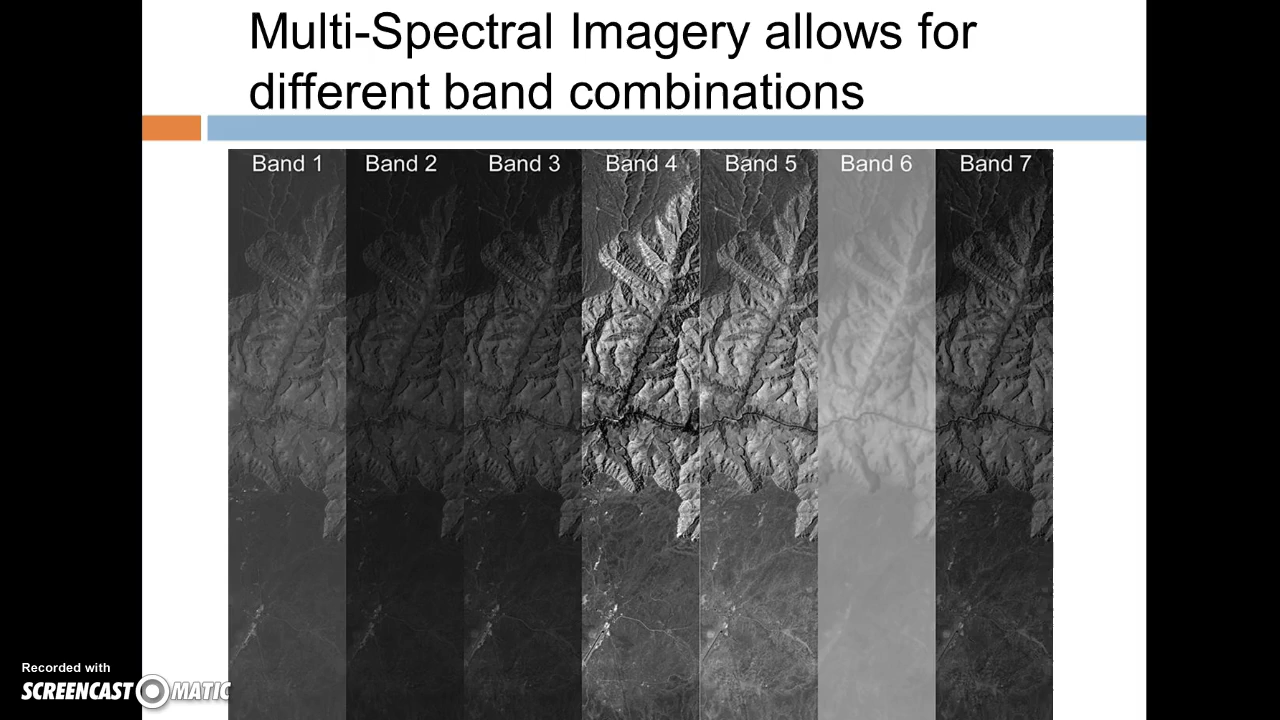 Multi-Spectral Imagery allows for
different band combinations
Band 1 Band 2 Band 3 Band 4 Band 5 Band 6 Band 7
Recorded with
SCREENCAST MATIC